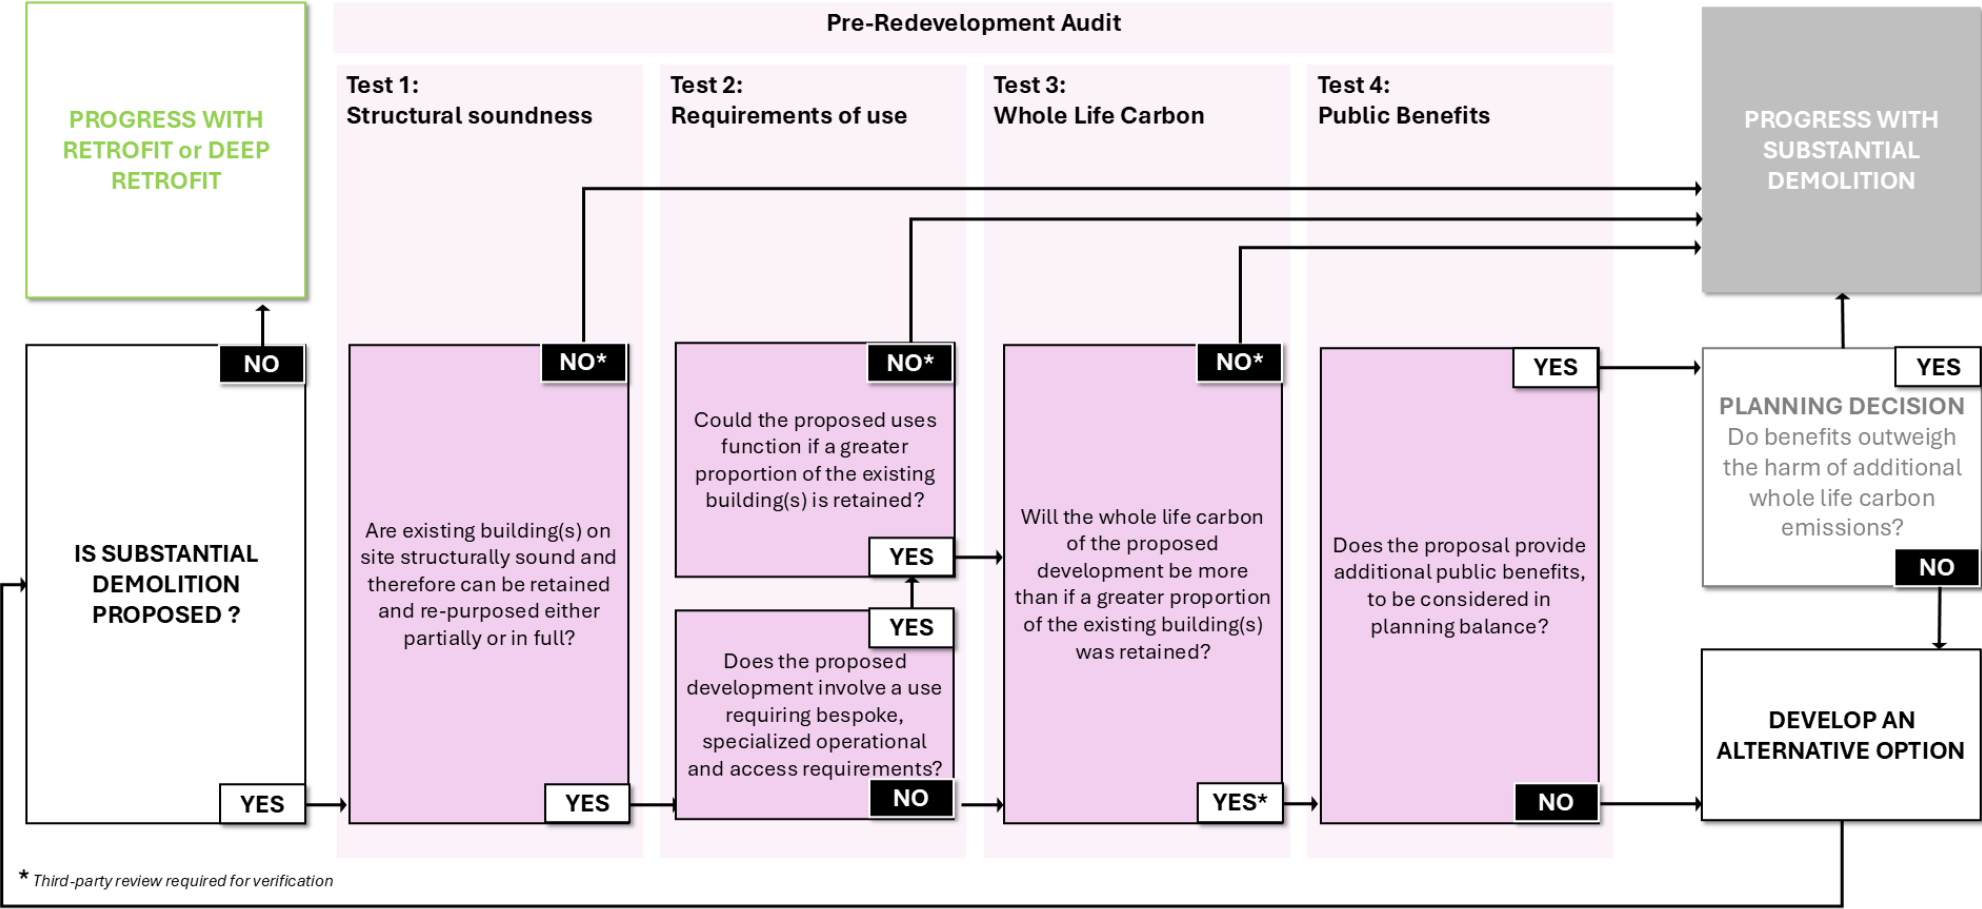 Pre-Redevelopment Audit
PROGRESS WITH
RETROFIT or DEEP
RETROFIT
Test 1:
Structural soundness
Test 2:
Requirements of use
Test 3:
Whole Life Carbon
Test 4:
Public Benefits
PROGRESS WITH
SUBSTANTIAL
DEMOLITION
NO
IS SUBSTANTIAL
DEMOLITION
PROPOSED ?
YES
NO*
Are existing building(s) on
site structurally sound and
therefore can be retained
and re-purposed either
partially or in full?
YES
NO*
Could the proposed uses
function if a greater
proportion of the existing
building(s) is retained?
YES
YES
Does the proposed
development involve a use
requiring bespoke,
specialized operational
and access requirements?
NO
NO*
Will the whole life carbon
of the proposed
development be more
than if a greater proportion
of the existing building(s)
was retained?
YES*
YES
Does the proposal provide
additional public benefits,
to be considered in
planning balance?
NO
YES
PLANNING DECISION
Do benefits outweigh
the harm of additional
whole life carbon
emissions?
NO
DEVELOP AN
ALTERNATIVE OPTION
* Third-party review required for verification